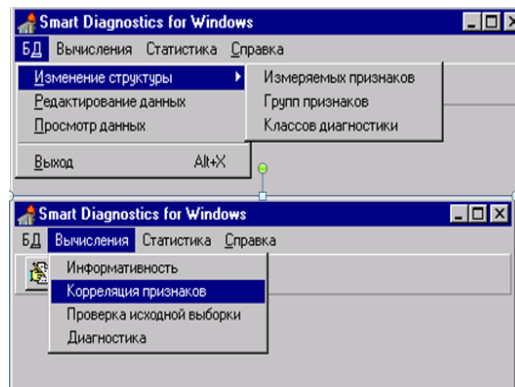 Smart Diagnostics for Windows
БД Вычисления Статистика Справка
Изменение структуры
Редактирование данных
Просмотр данных
Выход Alt+X
Измеряемых признаков
Групп признаков
Классов диагностики
Smart Diagnostics for Windows
БД Вычисления Статистика Справка
Информативность
Корреляция признаков
Проверка исходной выборки
Диагностика